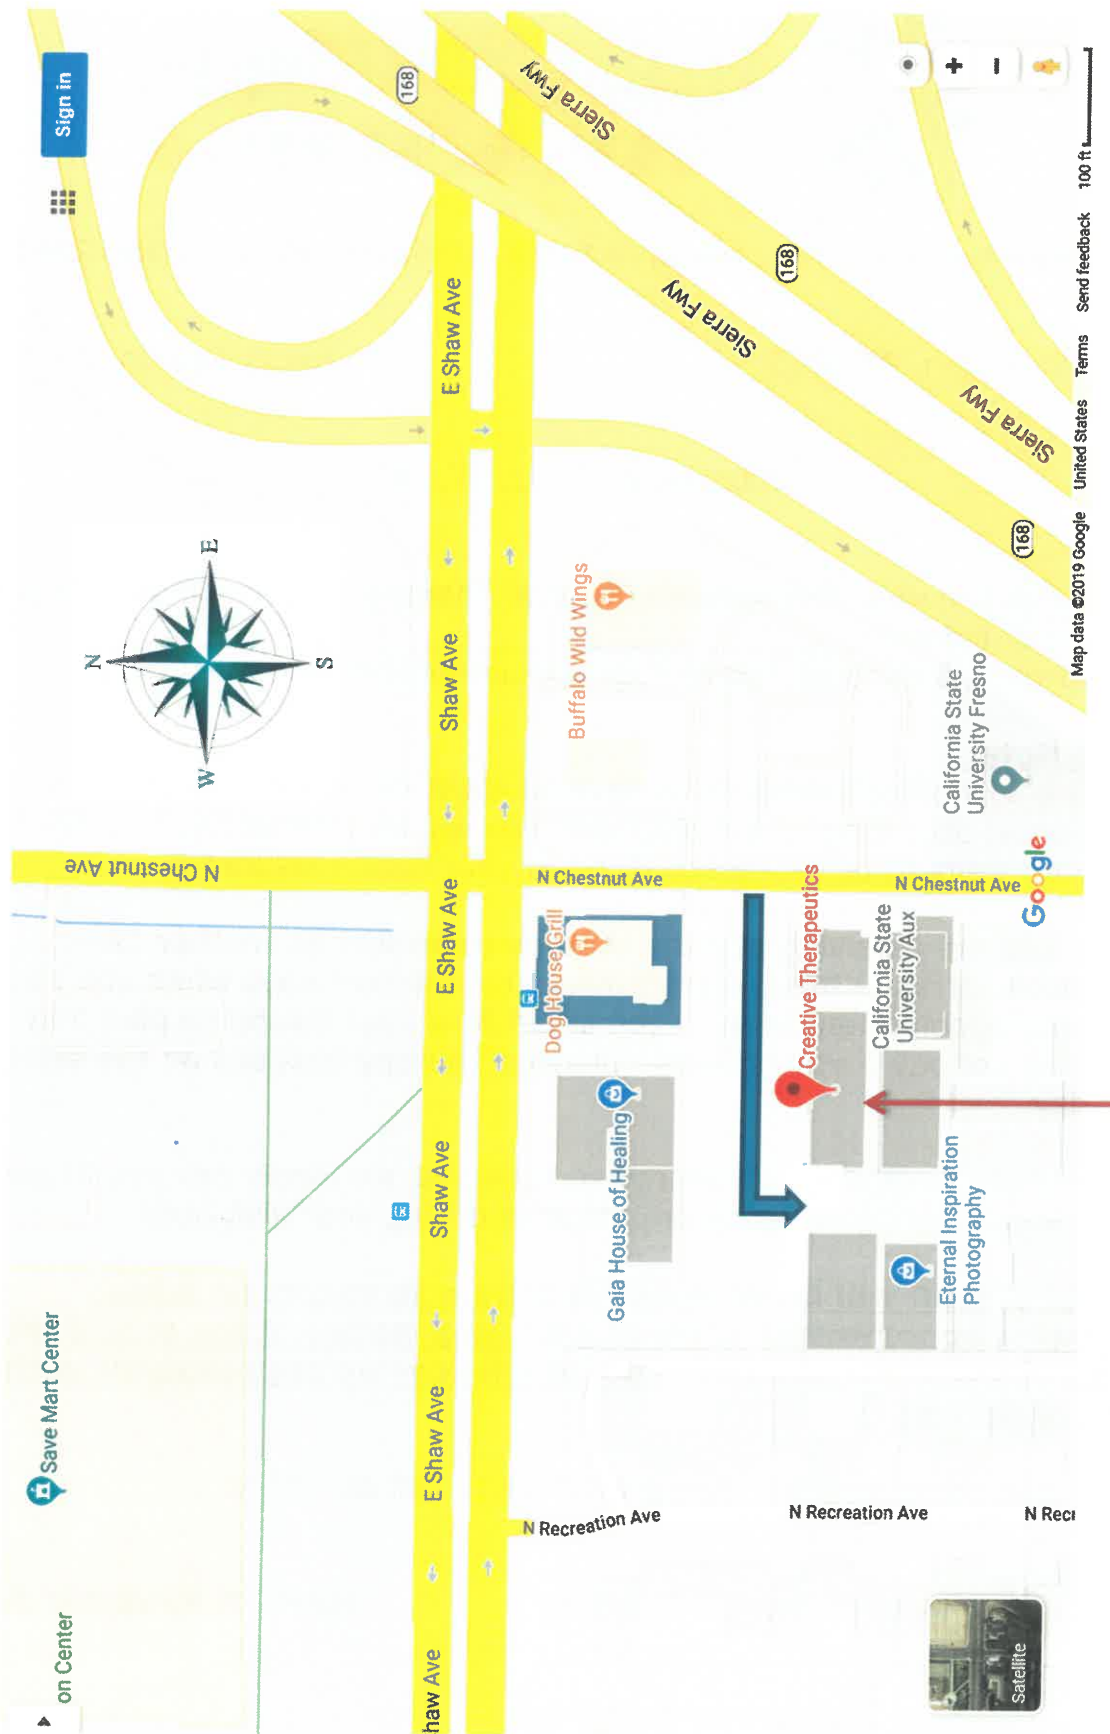 on Center
Save Mart Center
Sign in
N
W
E
S
N Chestnut Ave
168
haw Ave
E Shaw Ave
Shaw Ave
E Shaw Ave
Shaw Ave
E Shaw Ave
N Recreation Ave
Gaia House of Healing
Dog House Grill
N Chestnut Ave
Buffalo Wild Wings
Sierra Fwy
Sierra Fwy
168
N Recreation Ave
Creative Therapeutics
California State
University Aux
N Chestnut Ave
Eternal Inspiration
Photography
California State
University Fresno
Sierra Fwy
168
Satellite
N Recr
Google
Map data ©2019 Google
United States
Terms
Send feedback
100 ft